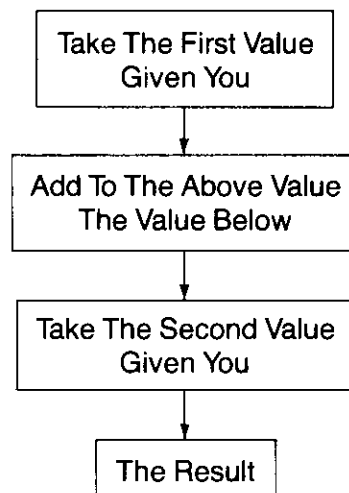 Take The First Value
Given You
Add To The Above Value
The Value Below
Take The Second Value
Given You
The Result